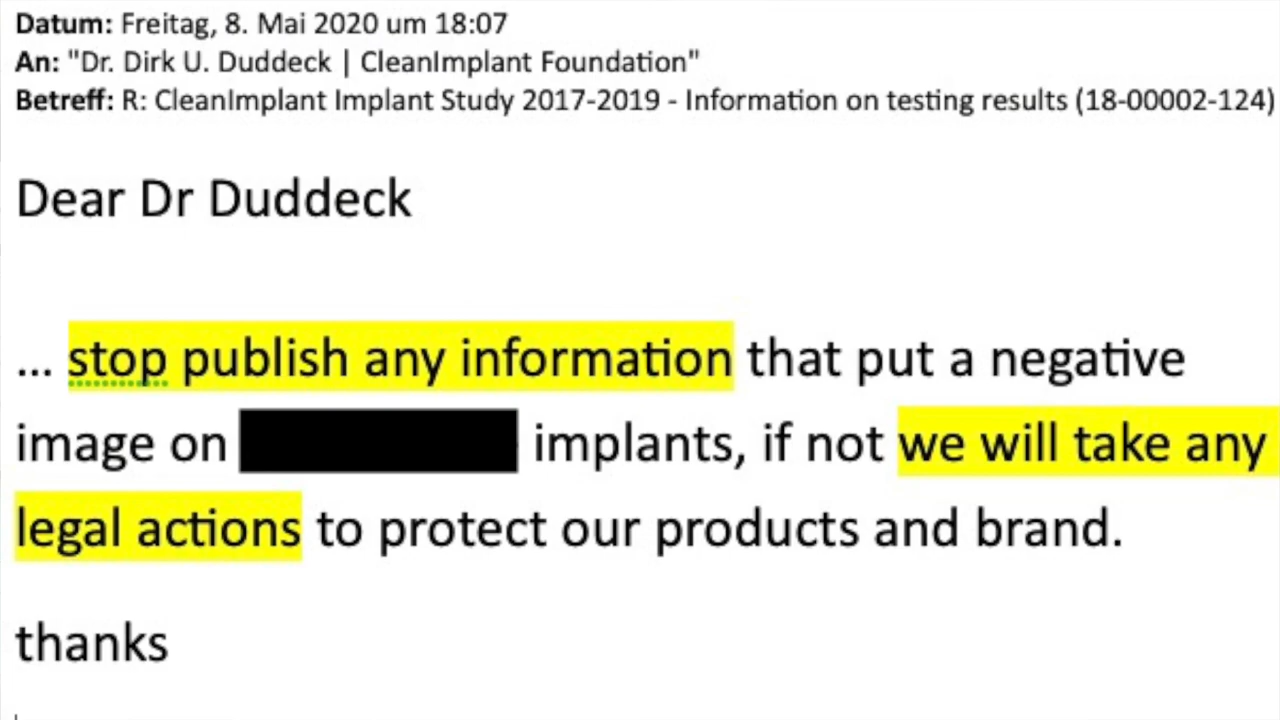 Datum: Freitag, 8. Mai 2020 um 18:07
An: "Dr. Dirk U. Duddeck | CleanImplant Foundation"
Betreff: R: CleanImplant Implant Study 2017-2019 - Information on testing results (18-00002-124)
Dear Dr Duddeck
... stop publish any information that put a negative
image on implants, if not we will take any
legal actions to protect our products and brand.
thanks